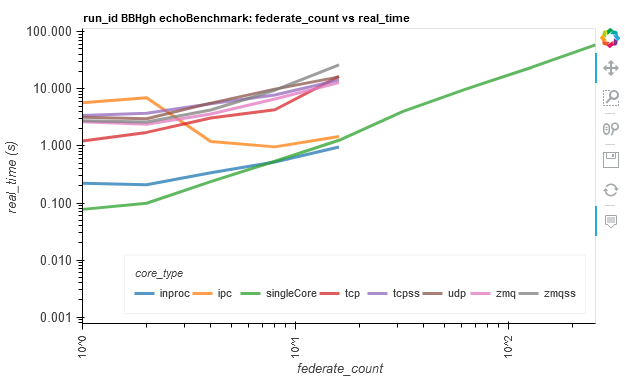 run_id BBHgh echoBenchmark: federate_count vs real_time
100.000
10.000
1.000
0.100
0.010
0.001
real_time (s)
core_type
inproc ipc singleCore tcp tcpss udp zmq zmqss
10^0 10^1 10^2
federate_count